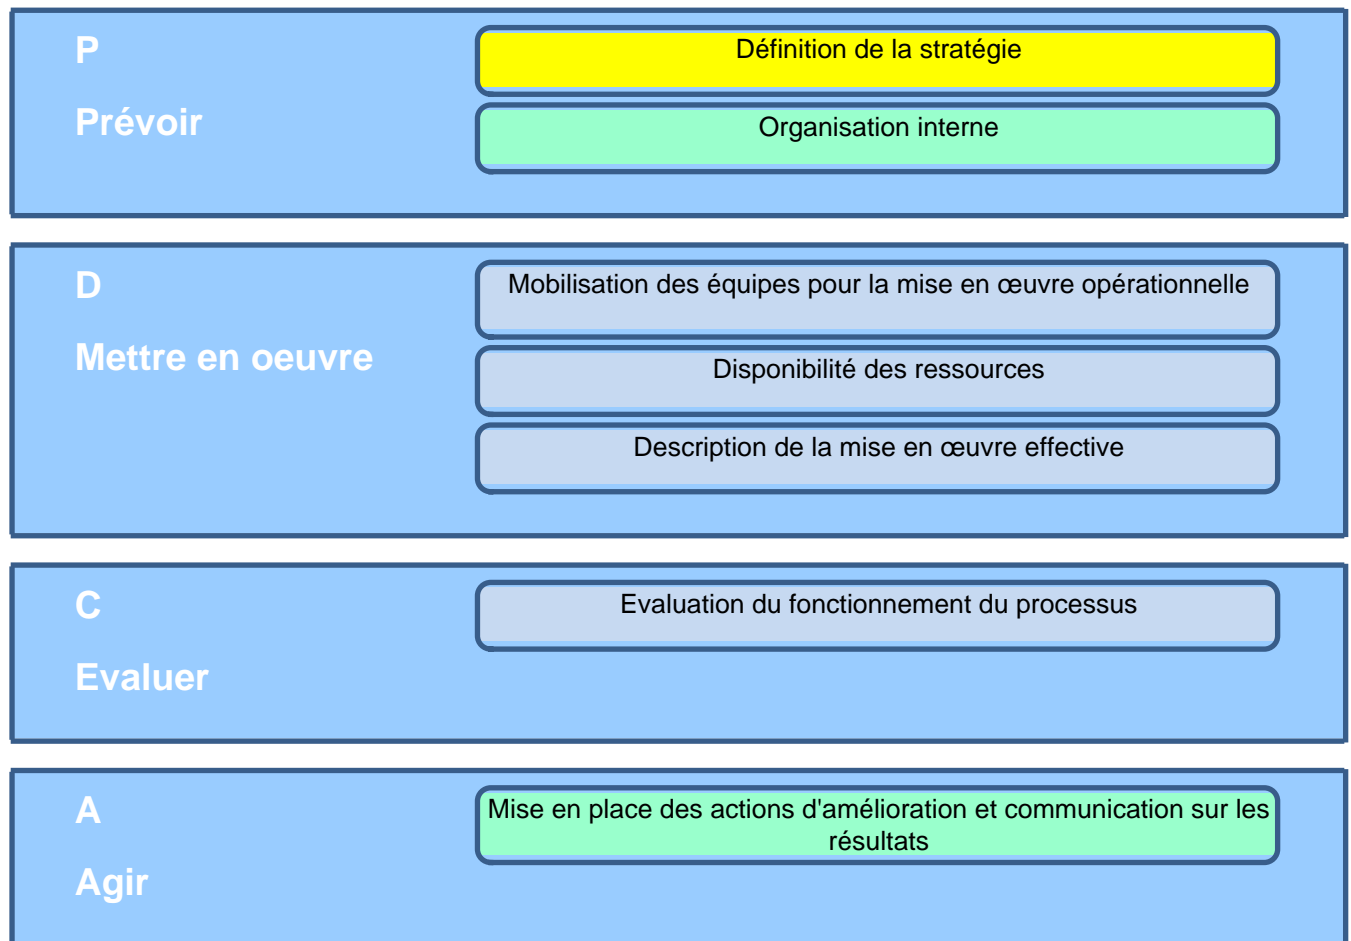 P
Définition de la stratégie
Prévoir
Organisation interne
D
Mobilisation des équipes pour la mise en œuvre opérationnelle
Mettre en oeuvre
Disponibilité des ressources
Description de la mise en œuvre effective
C
Evaluation du fonctionnement du processus
Evaluer
A
Mise en place des actions d'amélioration et communication sur les
résultats
Agir